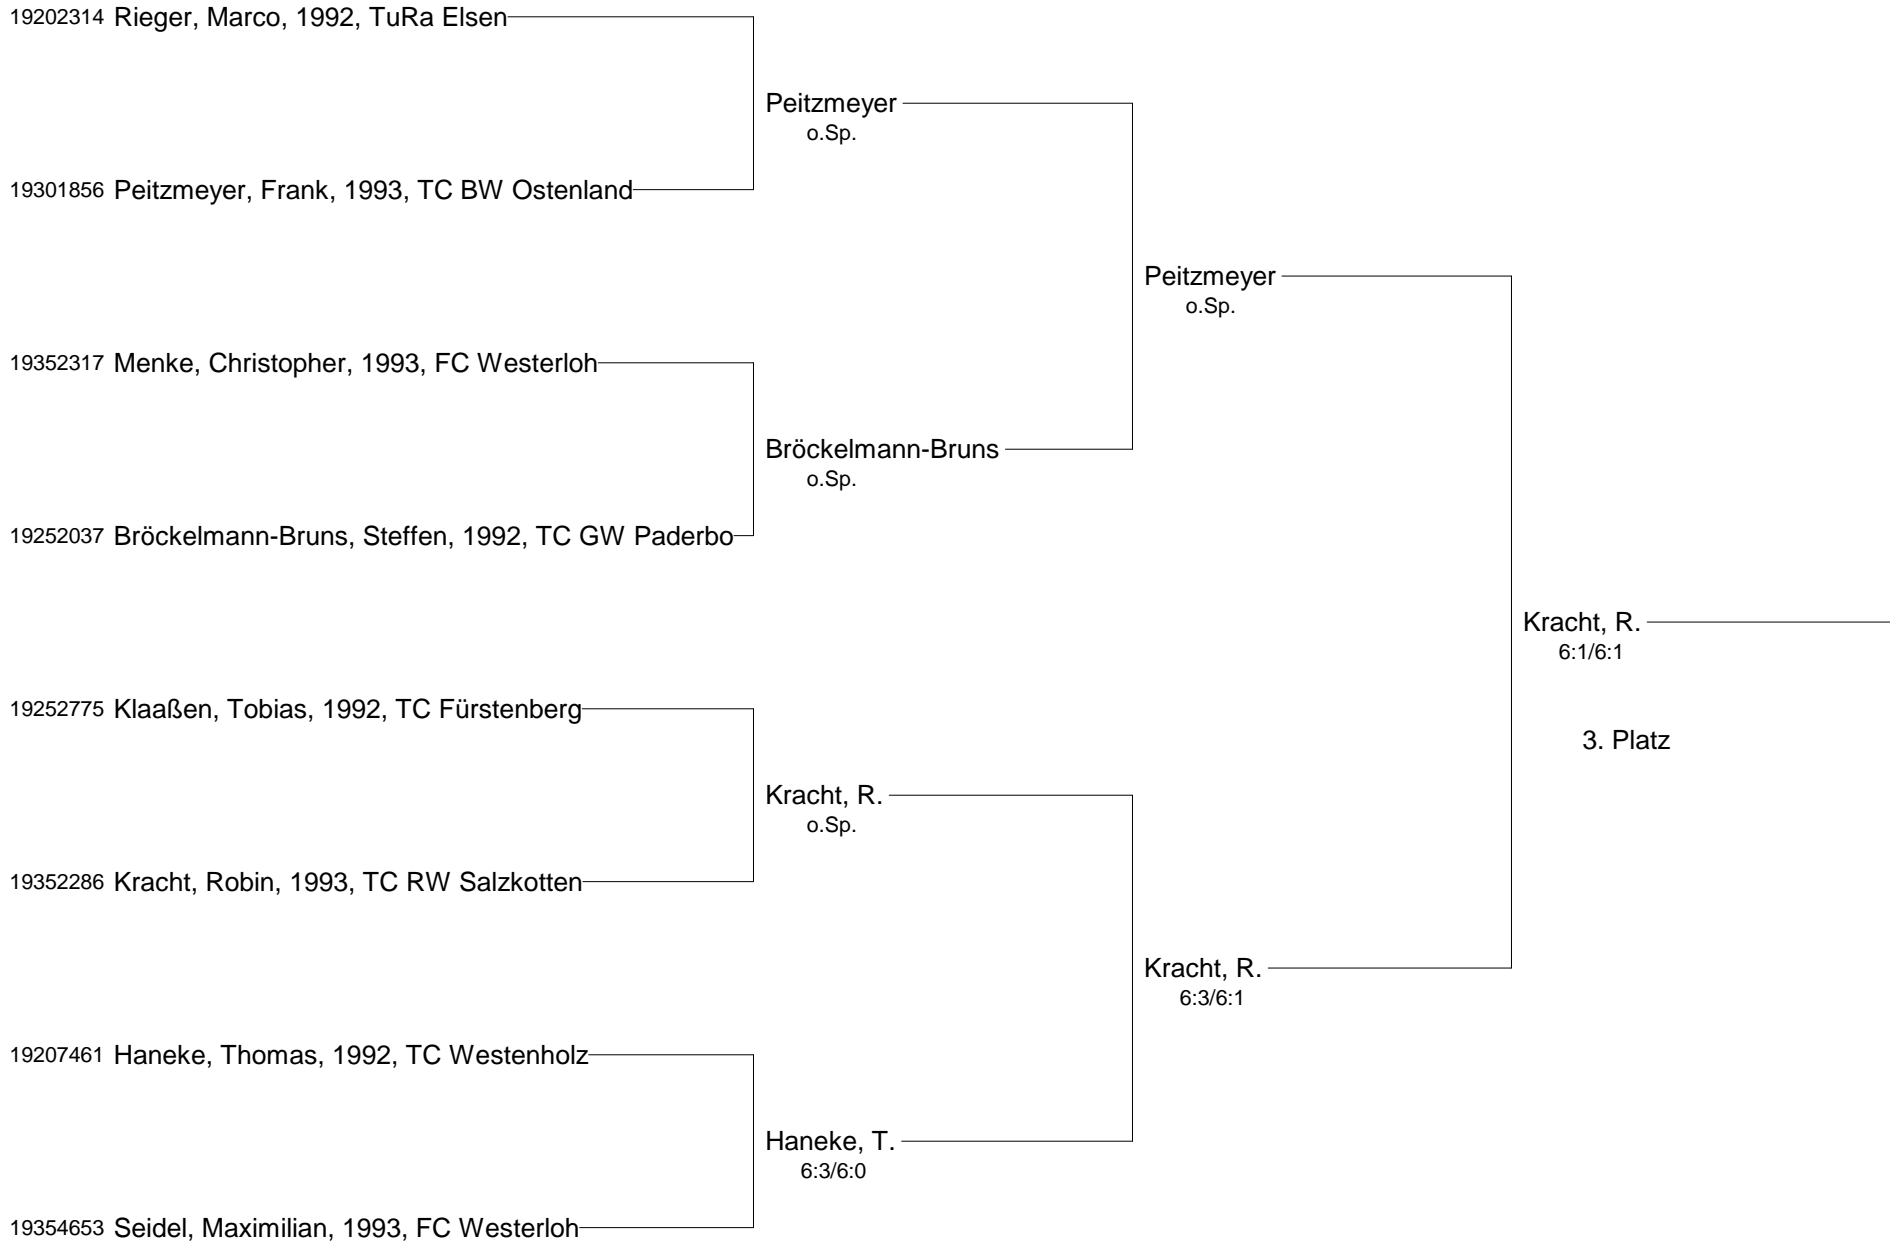 19202314 Rieger, Marco, 1992, TuRa Elsen
Peitzmeyer
o.Sp.
19301856 Peitzmeyer, Frank, 1993, TC BW Ostenland
Peitzmeyer
o.Sp.
19352317 Menke, Christopher, 1993, FC Westerloh
Bröckelmann-Bruns
o.Sp.
19252037 Bröckelmann-Bruns, Steffen, 1992, TC GW Paderbo
Kracht, R.
6:1/6:1
19252775 Klaaßen, Tobias, 1992, TC Fürstenberg
3. Platz
Kracht, R.
o.Sp.
19352286 Kracht, Robin, 1993, TC RW Salzkotten
Kracht, R.
6:3/6:1
19207461 Haneke, Thomas, 1992, TC Westenholz
Haneke, T.
6:3/6:0
19354653 Seidel, Maximilian, 1993, FC Westerloh